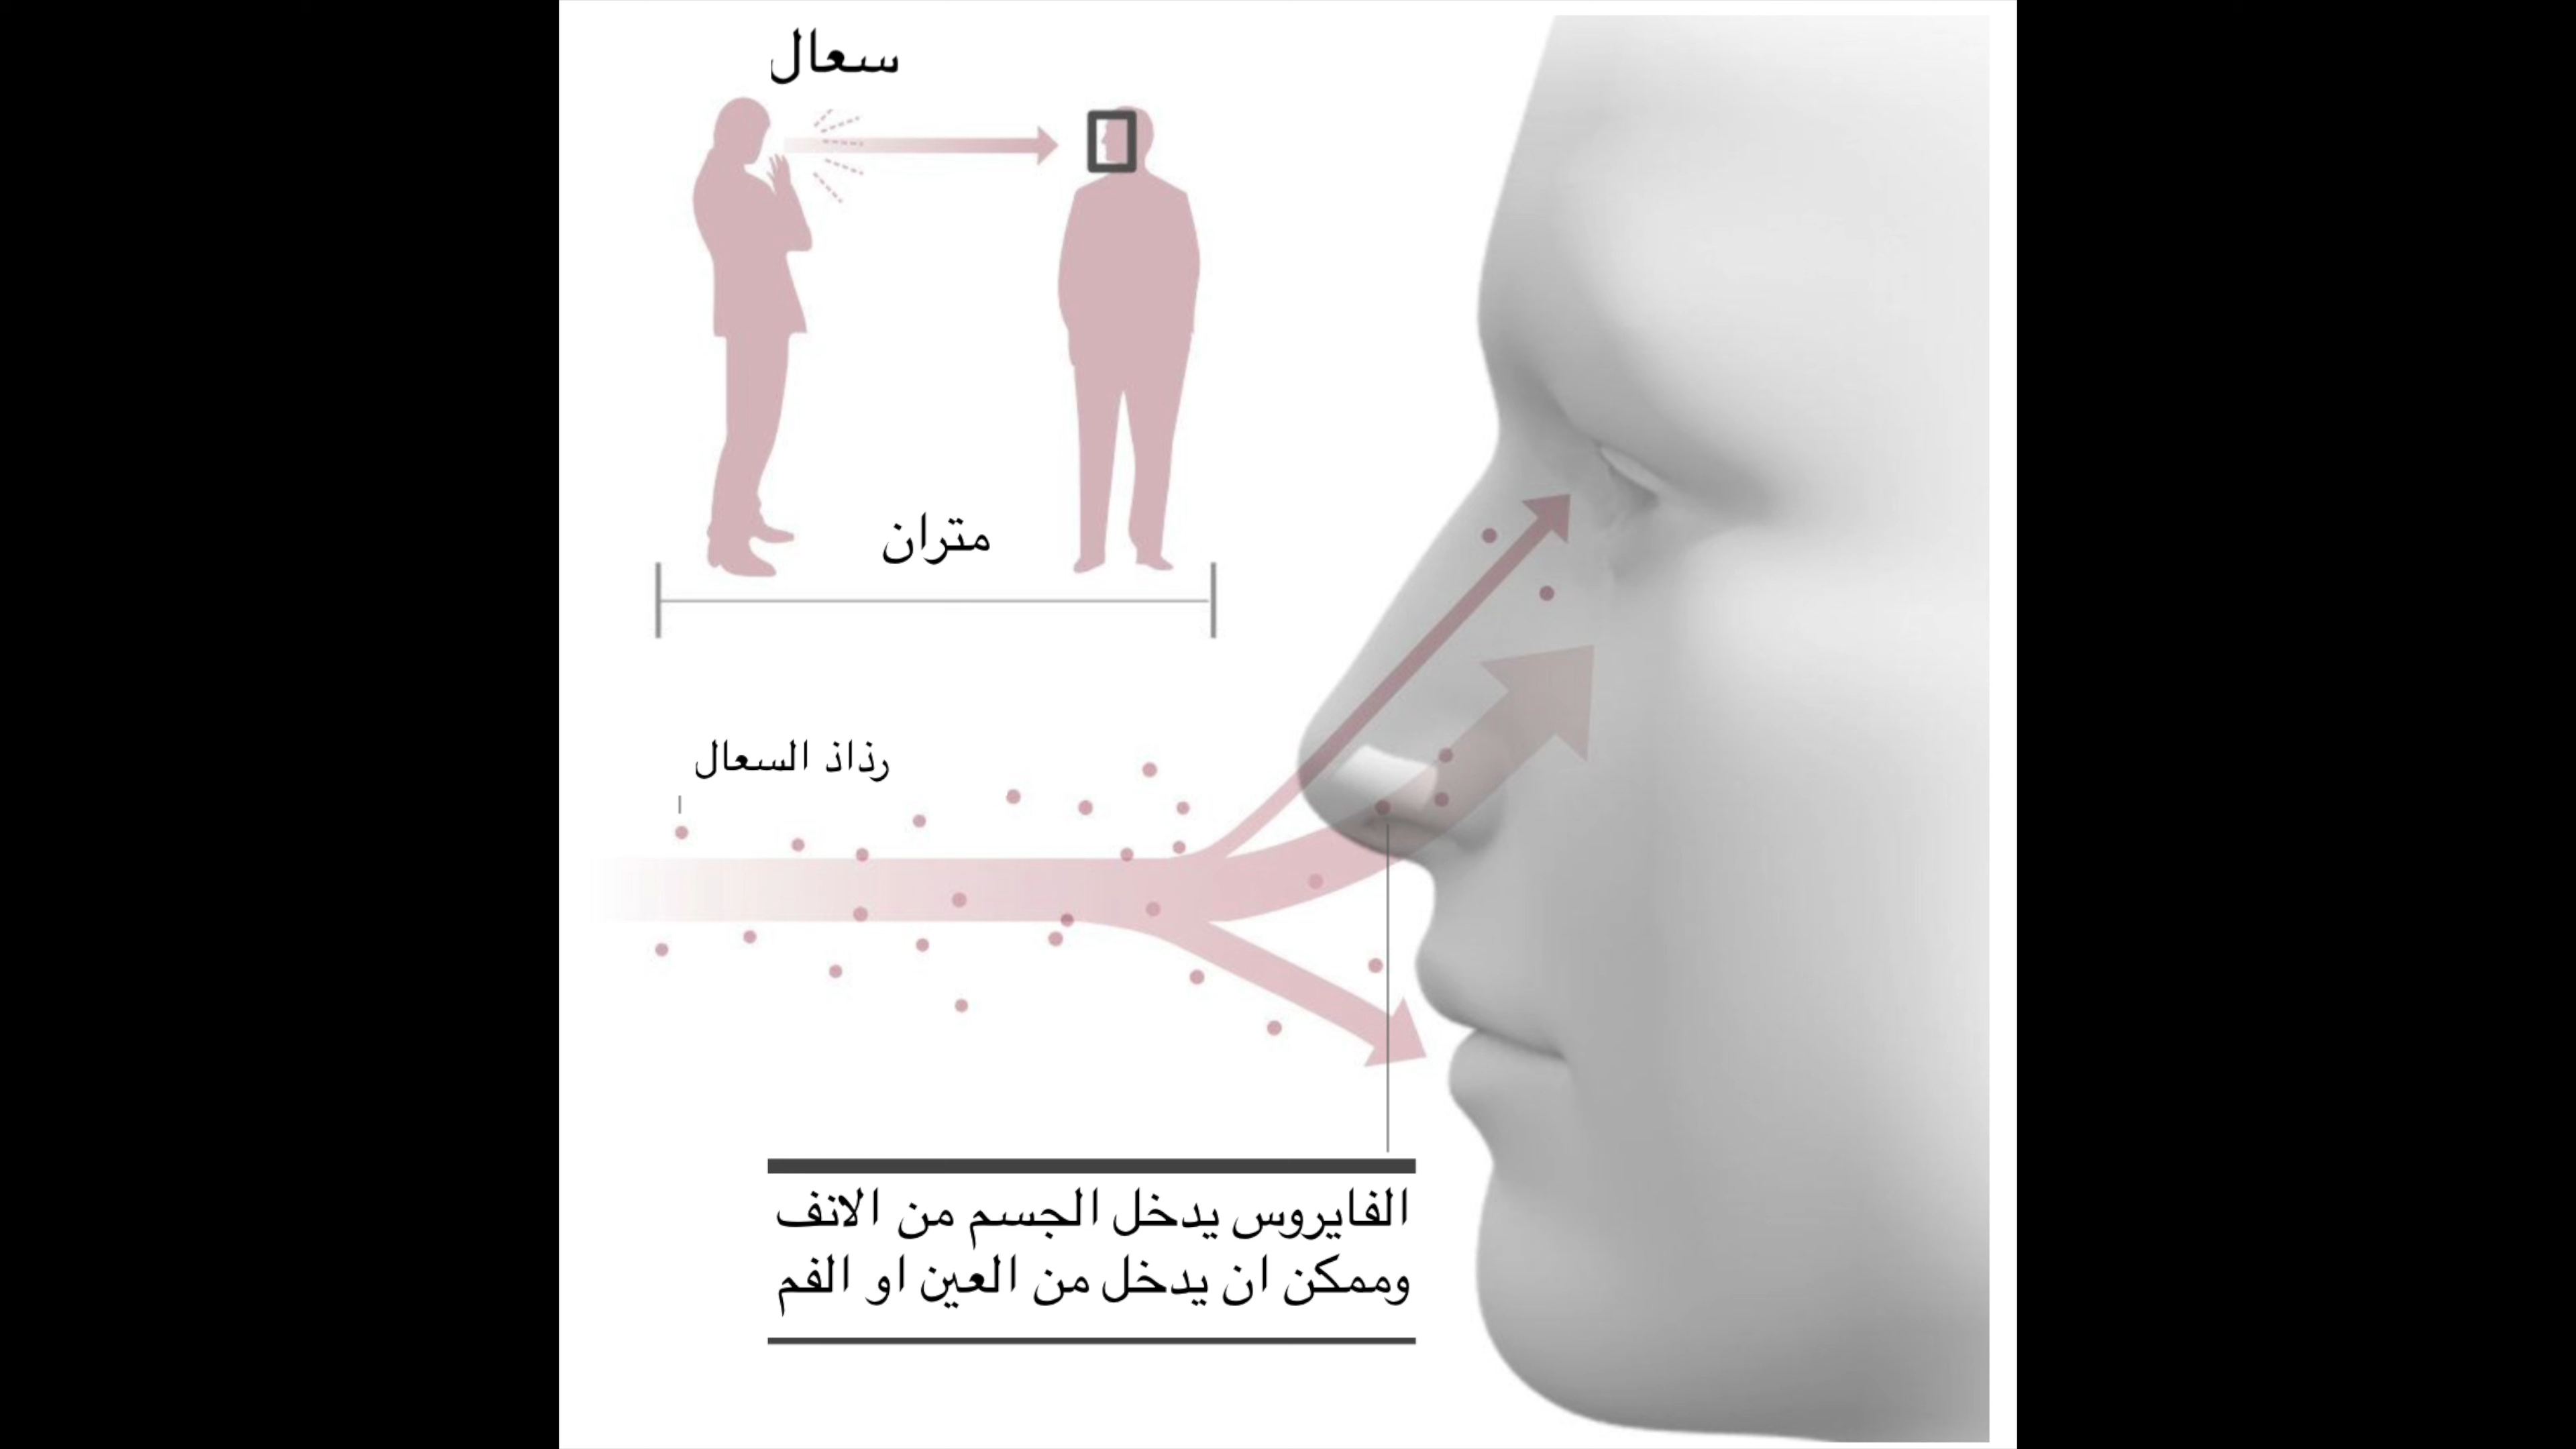 سعال
متران
رذاذ السعال
الفايروس يدخل الجسم من الانف
وممكن ان يدخل من العين او الفم